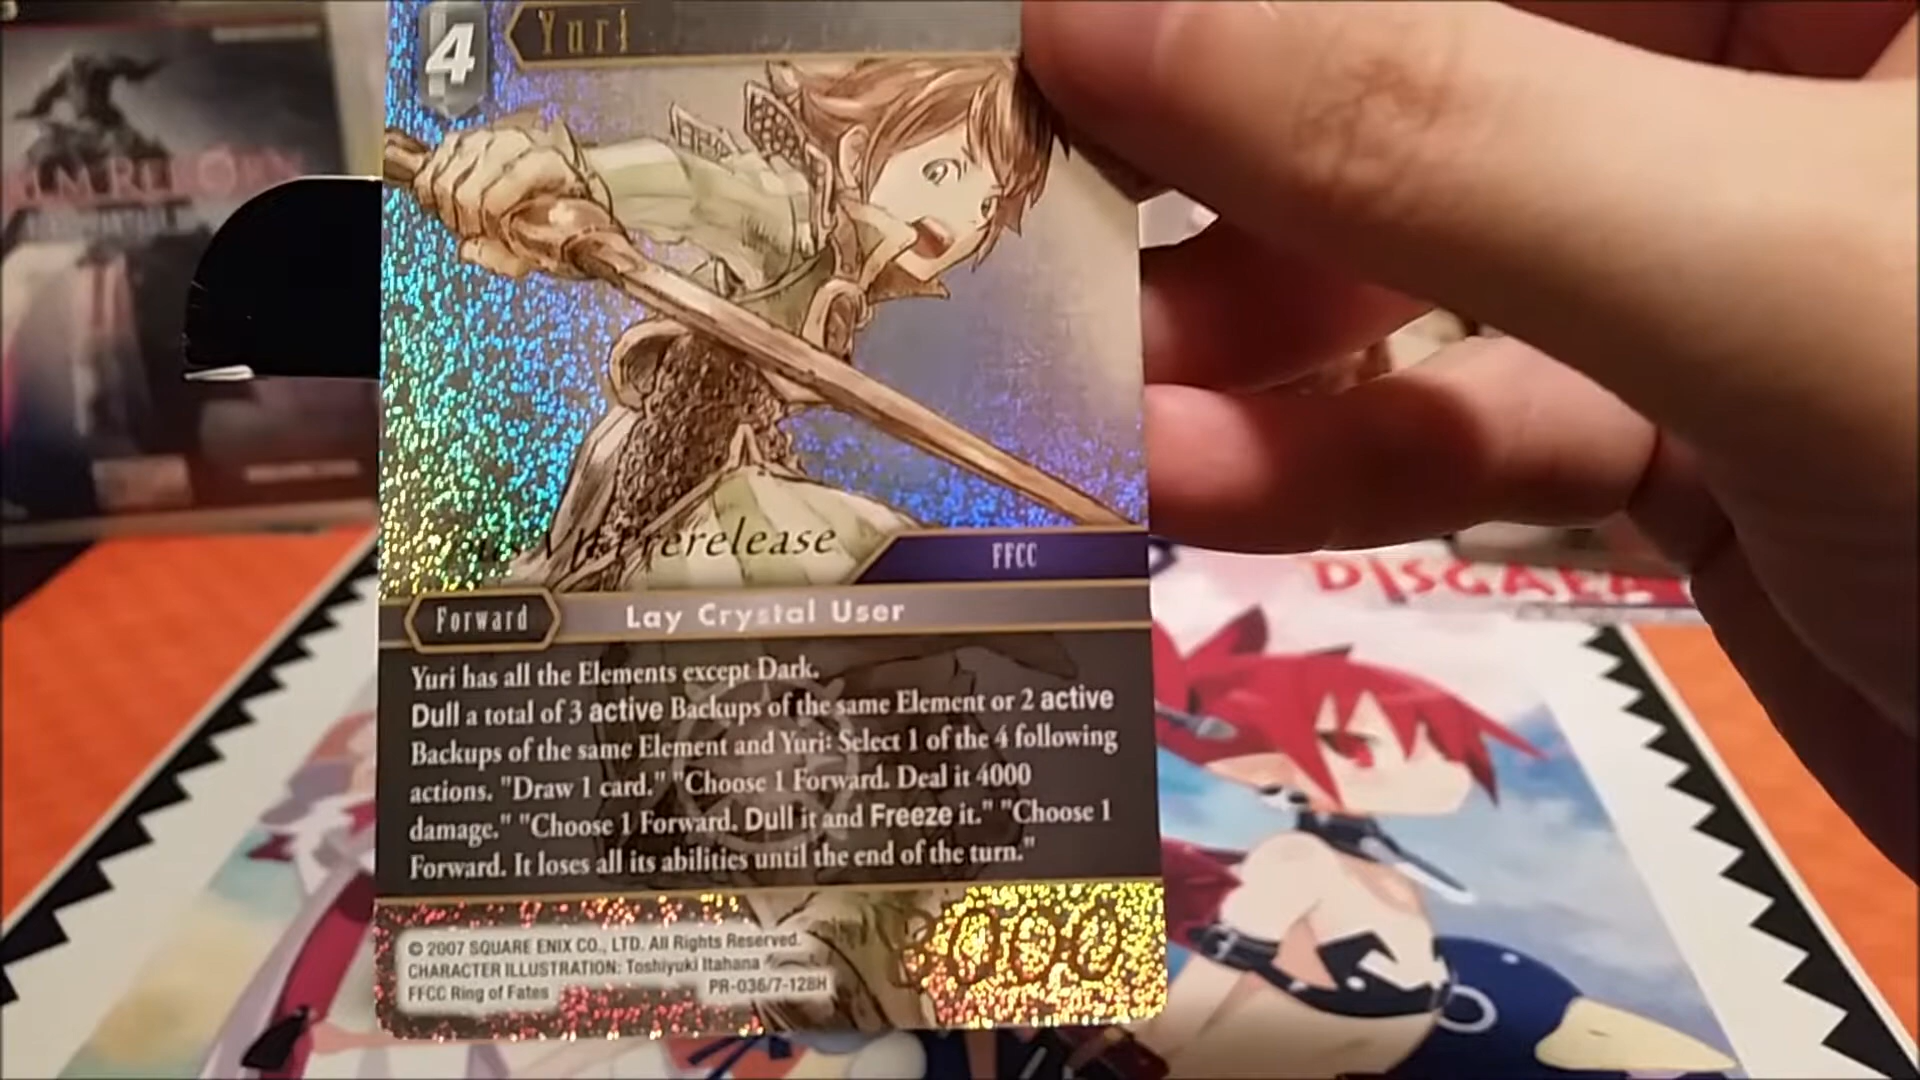 4
Yuri
Prerelease
FFCC
Forward
Lay Crystal User
Yuri has all the Elements except Dark.
Dull a total of 3 active Backups of the same Element or 2 active
Backups of the same Element and Yuri: Select 1 of the 4 following
actions. "Draw 1 card." "Choose 1 Forward. Deal it 4000
damage." "Choose 1 Forward. Dull it and Freeze it." "Choose 1
Forward. It loses all its abilities until the end of the turn."
© 2007 SQUARE ENIX CO., LTD. All Rights Reserved.
CHARACTER ILLUSTRATION: Toshiyuki Itahana
FFCC Ring of Fates
PR-036/7-128H
DISGAEA
REBORN